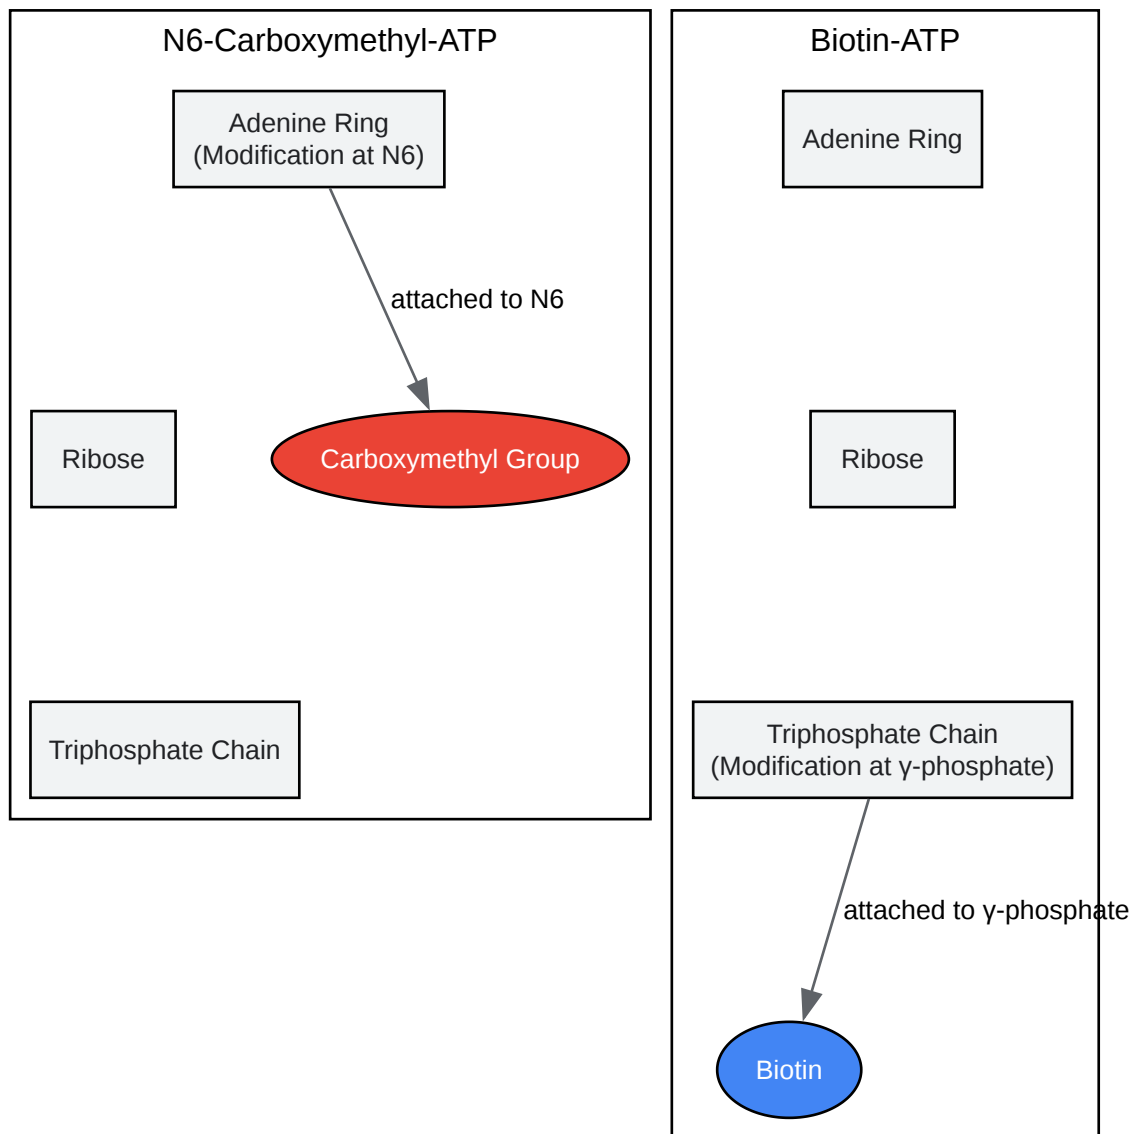 N6-Carboxymethyl-ATP
Adenine Ring
(Modification at N6)
attached to N6
Ribose
Carboxymethyl Group
Triphosphate Chain
Biotin-ATP
Adenine Ring
Ribose
Triphosphate Chain
(Modification at γ-phosphate)
attached to γ-phosphate
Biotin